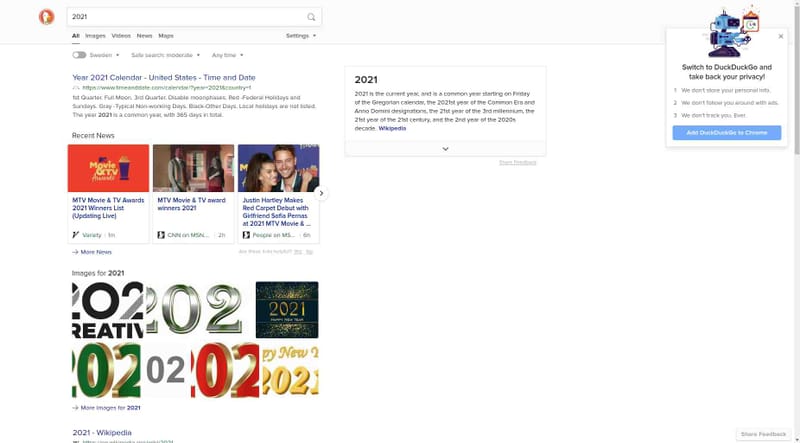 2021
All Images Videos News Maps Settings
Sweden Safe search: moderate Any time
Year 2021 Calendar - United States - Time and Date
https://www.timeanddate.com/calendar/?year=2021&country=1
1st Quarter. Full Moon. 3rd Quarter. Disable moonphases. Red -Federal Holidays and
Sundays. Gray -Typical Non-working Days. Black-Other Days. Local holidays are not listed.
The year 2021 is a common year, with 365 days in total.
Recent News
MOVIE &TV AWARDS
MTV Movie & TV Awards
2021 Winners List
(Updating Live)
Variety 1m
MTV Movie & TV award
winners 2021
CNN on MSN... 2h
Justin Hartley Makes
Red Carpet Debut with
Girlfriend Sofia Pernas
at 2021 MTV Movie & ...
People on MS... 6h
More News
Are these links helpful? Yes No
Images for 2021
202
CREATIV
202
2021
HAPPY NEW YEAR
202
02
202
py New Y
2021
More Images for 2021
2021 - Wikipedia
2021
2021 is the current year, and is a common year starting on Friday
of the Gregorian calendar, the 2021st year of the Common Era and
Anno Domini designations, the 21st year of the 3rd millennium, the
21st year of the 21st century, and the 2nd year of the 2020s
decade. Wikipedia
Share Feedback
Switch to DuckDuckGo and
take back your privacy!
1 We don't store your personal info.
2 We don't follow you around with ads.
3 We don't track you. Ever.
Add DuckDuckGo to Chrome
Share Feedback